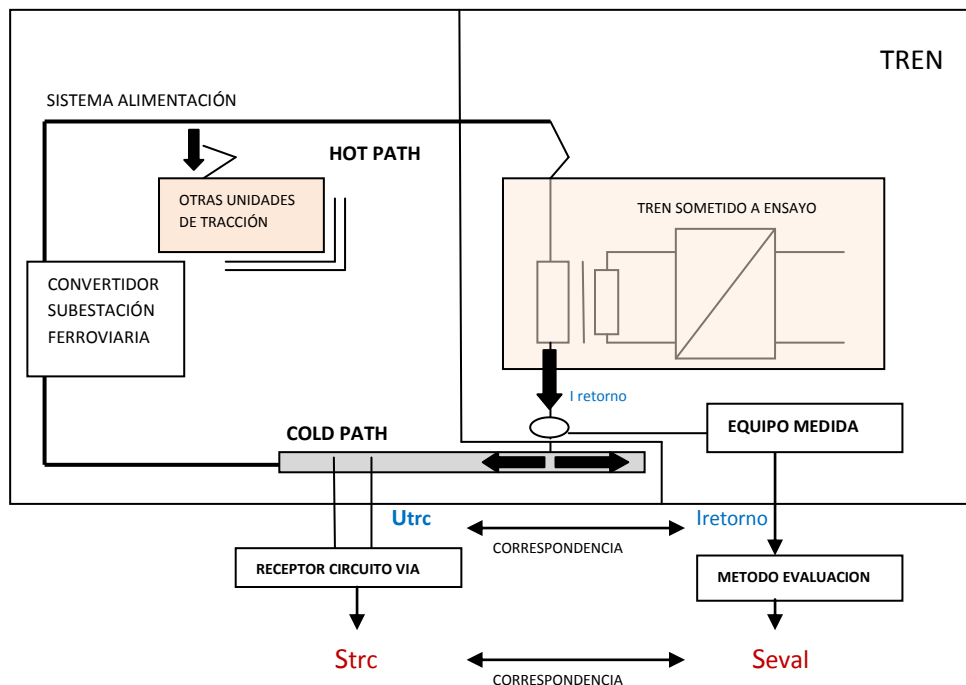 TREN
SISTEMA ALIMENTACIÓN
HOT PATH
OTRAS UNIDADES
DE TRACCIÓN
TREN SOMETIDO A ENSAYO
CONVERTIDOR
SUBESTACIÓN
FERROVIARIA
I retorno
EQUIPO MEDIDA
COLD PATH
Utrc
Iretorno
CORRESPONDENCIA
RECEPTOR CIRCUITO VIA
METODO EVALUACION
Strc
Seval
CORRESPONDENCIA